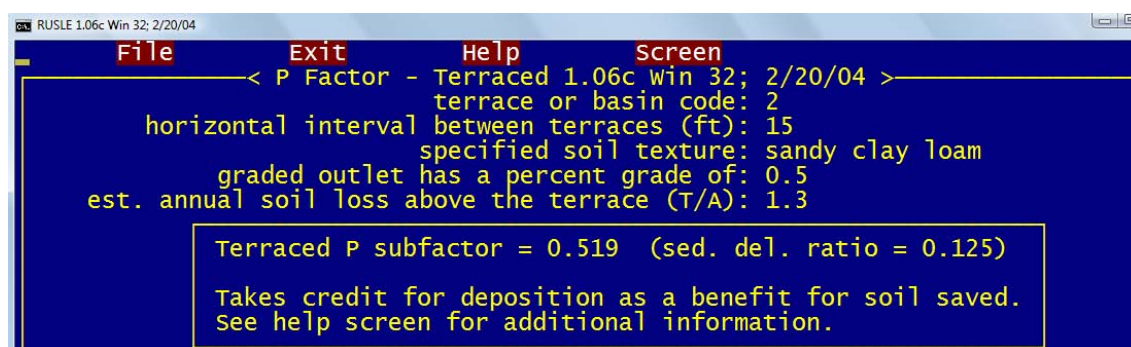 RUSLE 1.06c Win 32; 2/20/04
File Exit Help Screen
< P Factor - Terraced 1.06c Win 32; 2/20/04 >
terrace or basin code: 2
horizontal interval between terraces (ft): 15
specified soil texture: sandy clay loam
graded outlet has a percent grade of: 0.5
est. annual soil loss above the terrace (T/A): 1.3
Terraced P subfactor = 0.519 (sed. del. ratio = 0.125)
Takes credit for deposition as a benefit for soil saved.
See help screen for additional information.